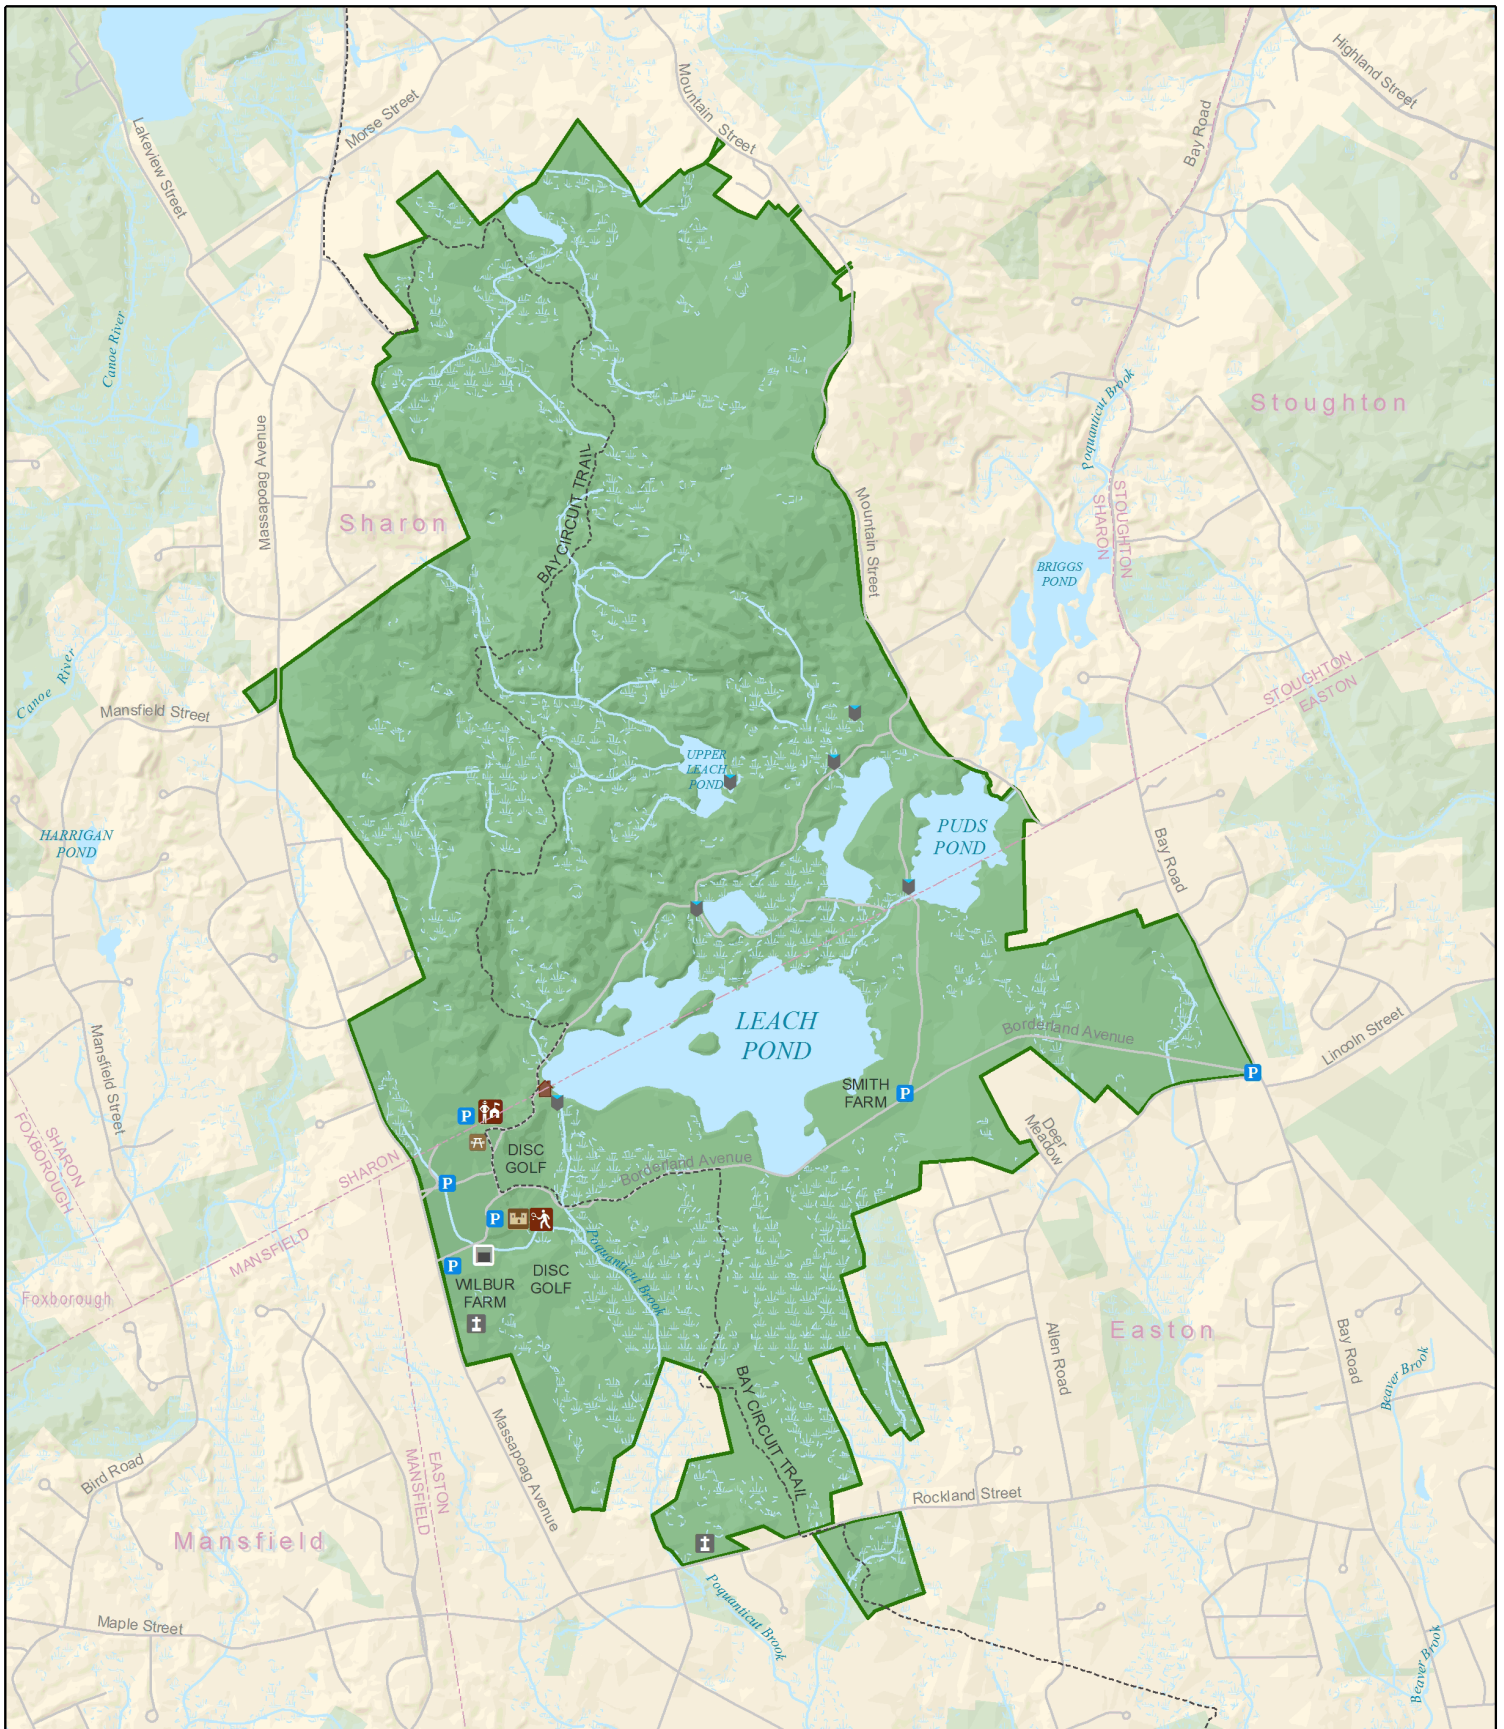 Highland Street
Mountain Street
Morse Street
Bay Road
Lakeview Street
Canoe River
Poquanticut Brook
Stoughton
Massapoag Avenue
Sharon
BAY CIRCUIT TRAIL
Mountain Street
STOUGHTON
SHARON
BRIGGS
POND
STOUGHTON
EASTON
Canoe River
Mansfield Street
UPPER
LEACH
POND
HARRIGAN
POND
PUDS
POND
Bay Road
LEACH
POND
Borderland Avenue
Lincoln Street
Mansfield Street
SMITH
FARM
P
P
P
Deer
Meadow
SHARON
FOXBOROUGH
DISC
GOLF
SHARON
MANSFIELD
Borderland Avenue
P
P
P
Poquanticut Brook
DISC
GOLF
WILBUR
FARM
Foxborough
Easton
Allen Road
Bay Road
Beaver Brook
BAY CIRCUIT TRAIL
Massapoag Avenue
Bird Road
EASTON
MANSFIELD
Rockland Street
Mansfield
Poquanticut Brook
Maple Street
Beaver Brook